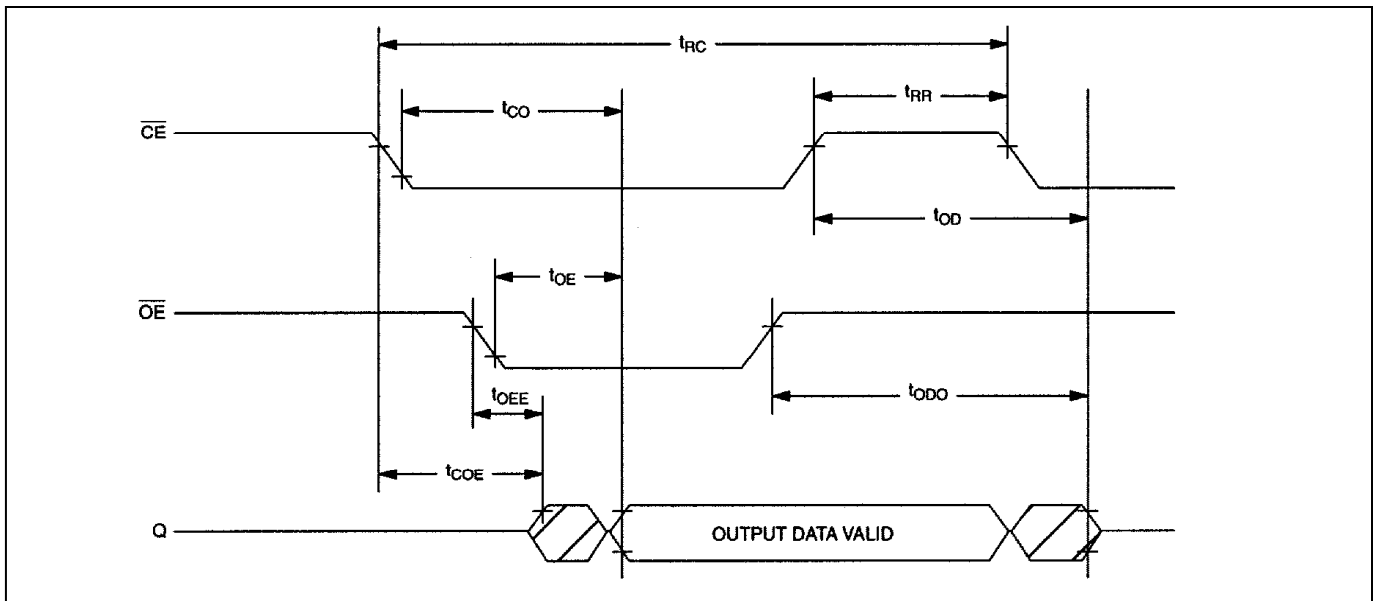 tRC
tRR
tCO
CE
tOD
tOE
OE
tODO
tOEE
tCOE
Q
OUTPUT DATA VALID